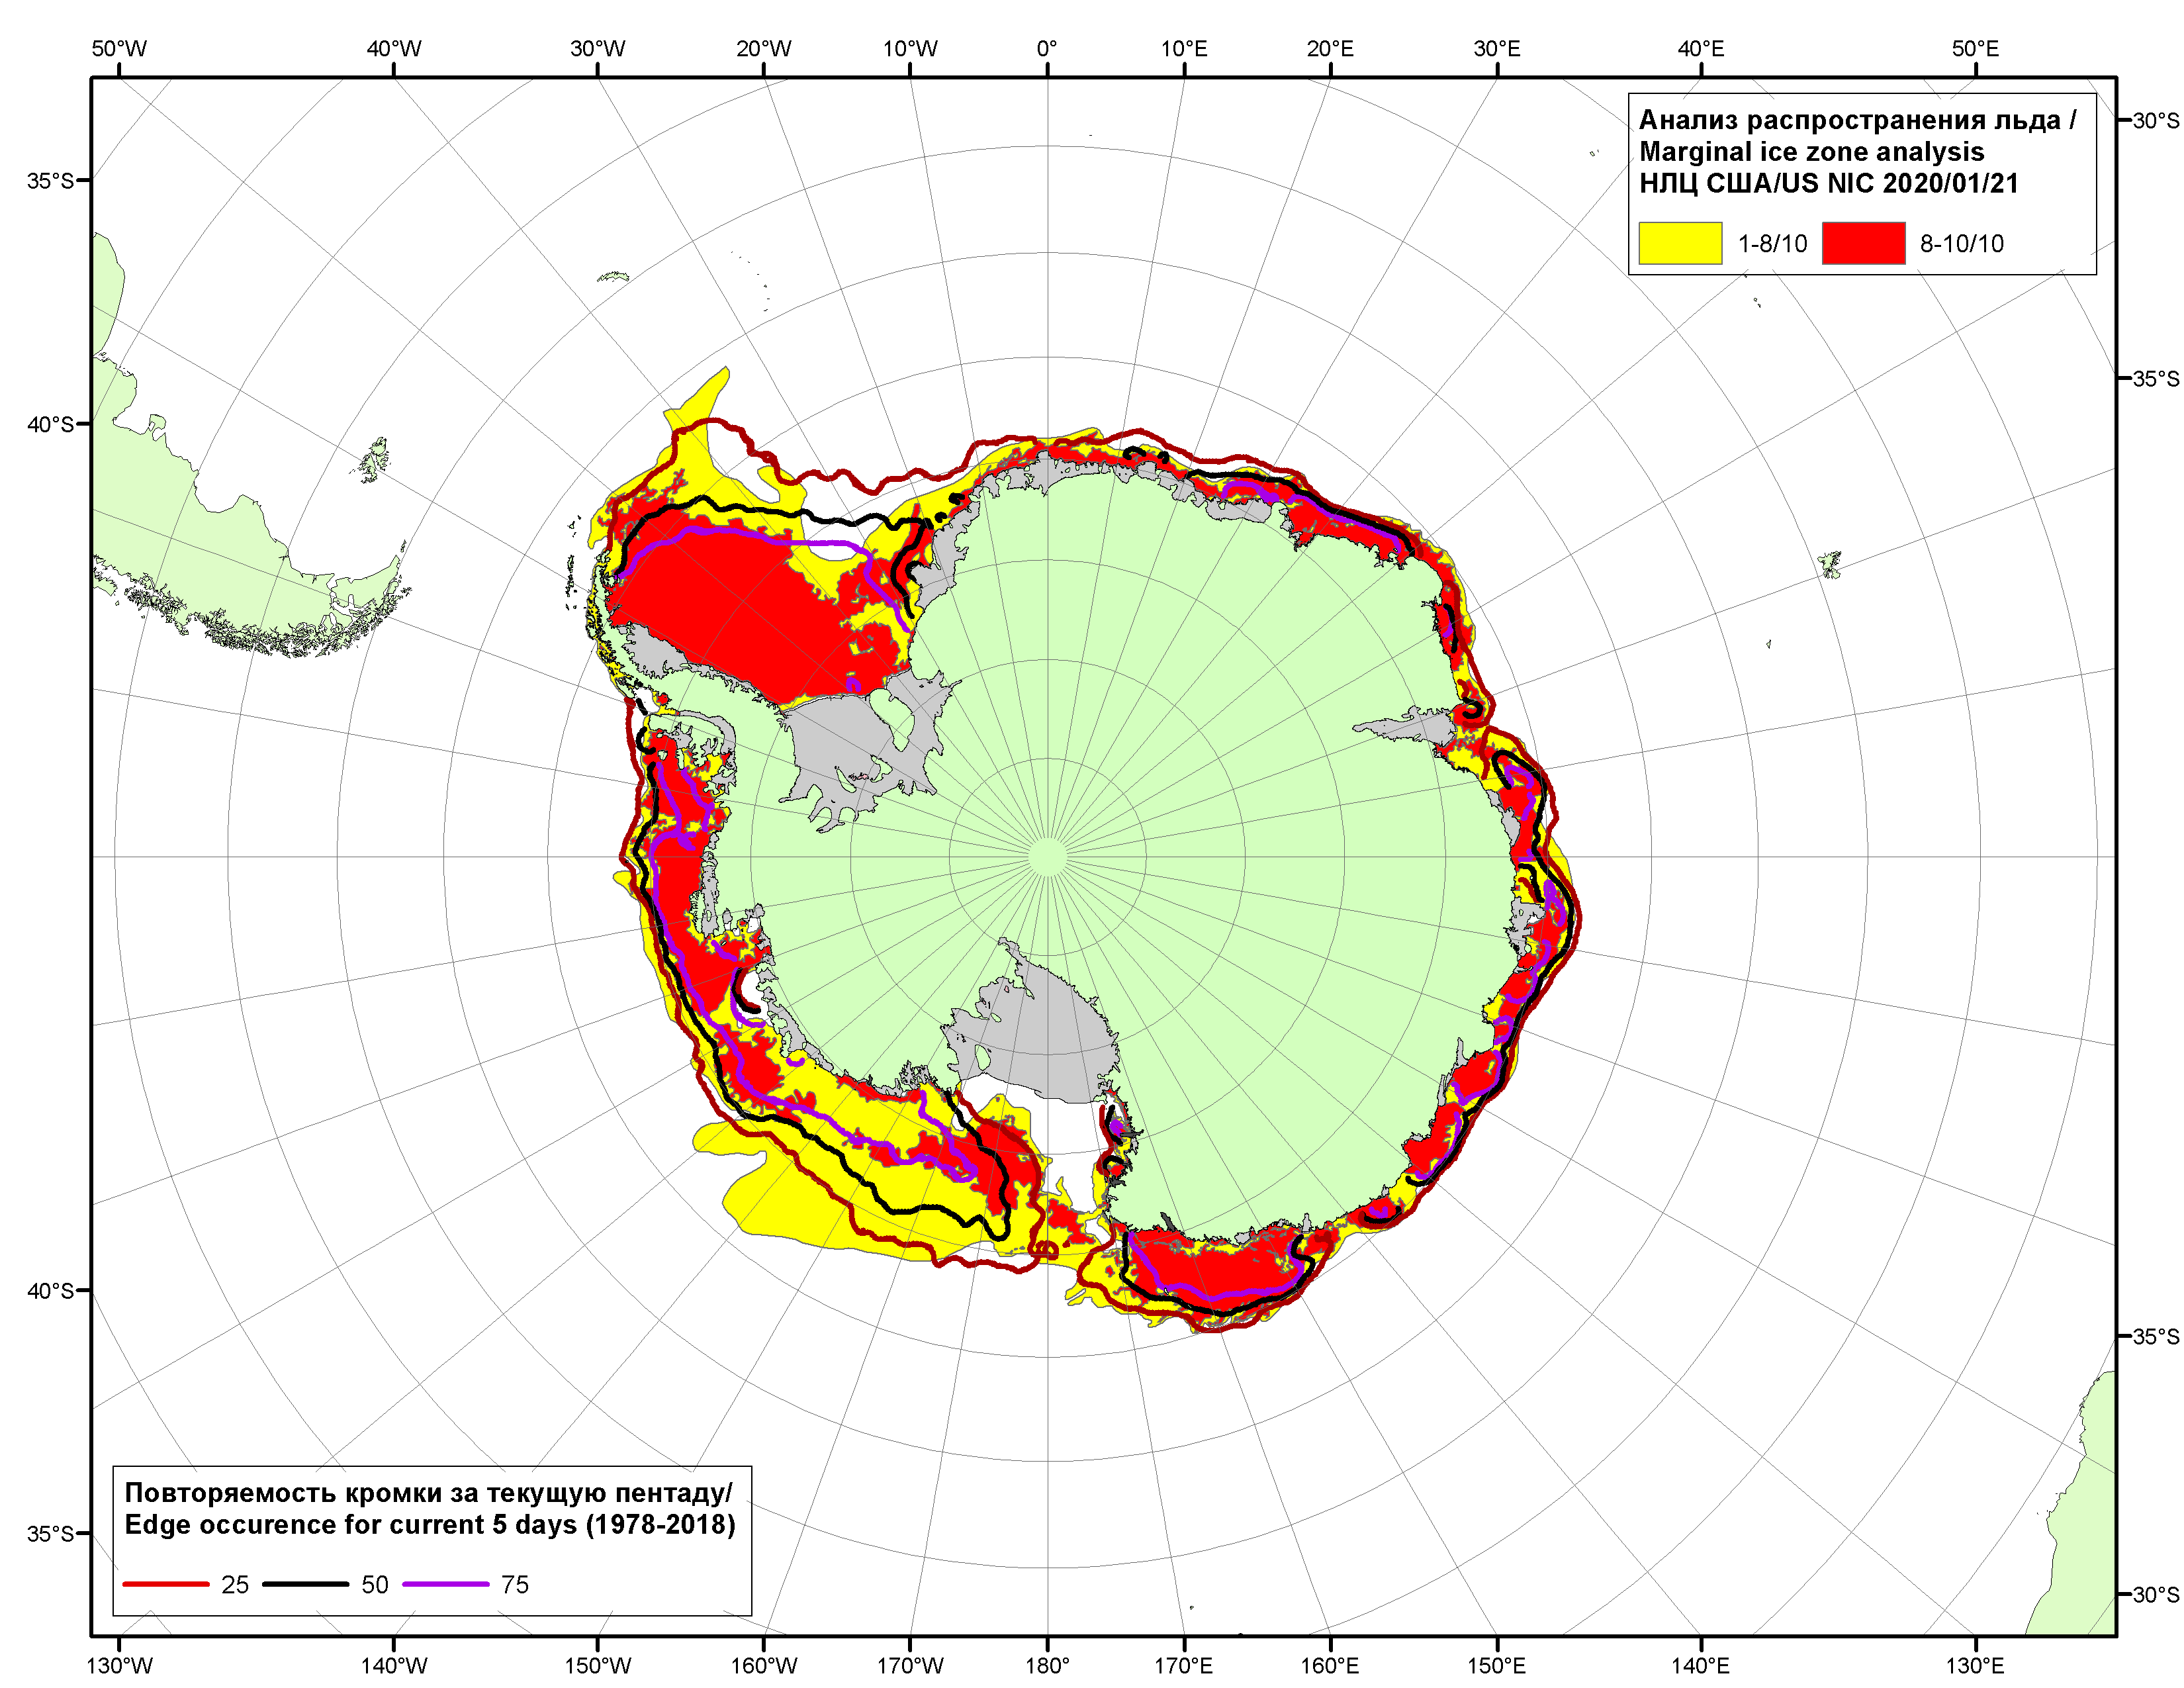 50°W 40°W 30°W 20°W 10°W 0° 10°E 20°E 30°E 40°E 50°E
Анализ распространения льда /
Marginal ice zone analysis
НЛЦ США/US NIC 2020/01/21
1-8/10 8-10/10
30°S
35°S
35°S
40°S
40°S
35°S
35°S
30°S
Повторяемость кромки за текущую пентаду/
Edge occurence for current 5 days (1978-2018)
25 50 75
130°W 140°W 150°W 160°W 170°W 180° 170°E 160°E 150°E 140°E 130°E